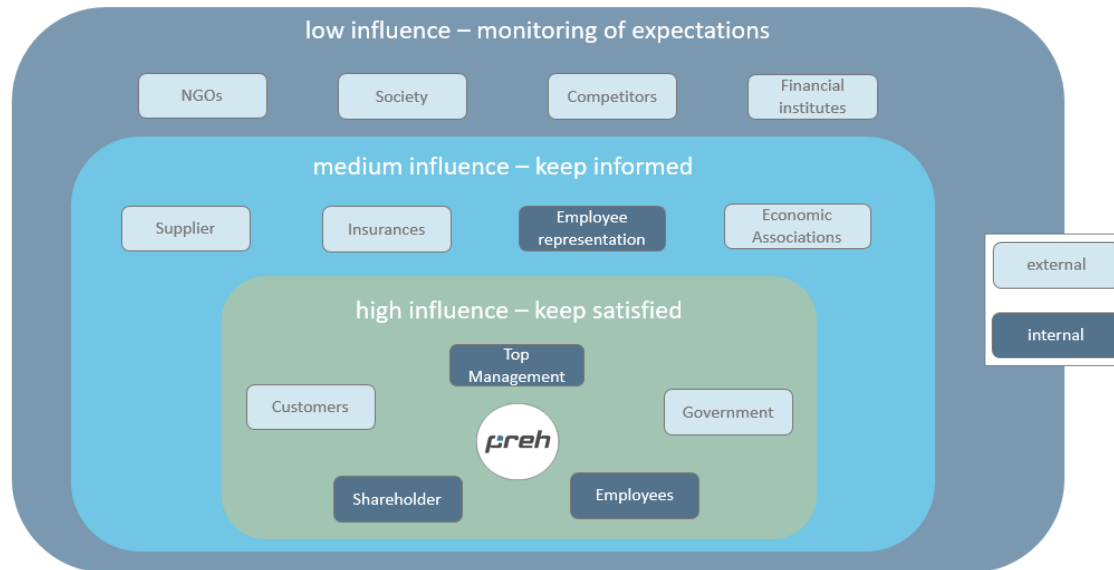 low influence – monitoring of expectations
NGOs
Society
Competitors
Financial
institutes
medium influence – keep informed
Supplier
Insurances
Employee
representation
Economic
Associations
high influence – keep satisfied
Top
Management
Customers
Government
preh
Shareholder
Employees
external
internal